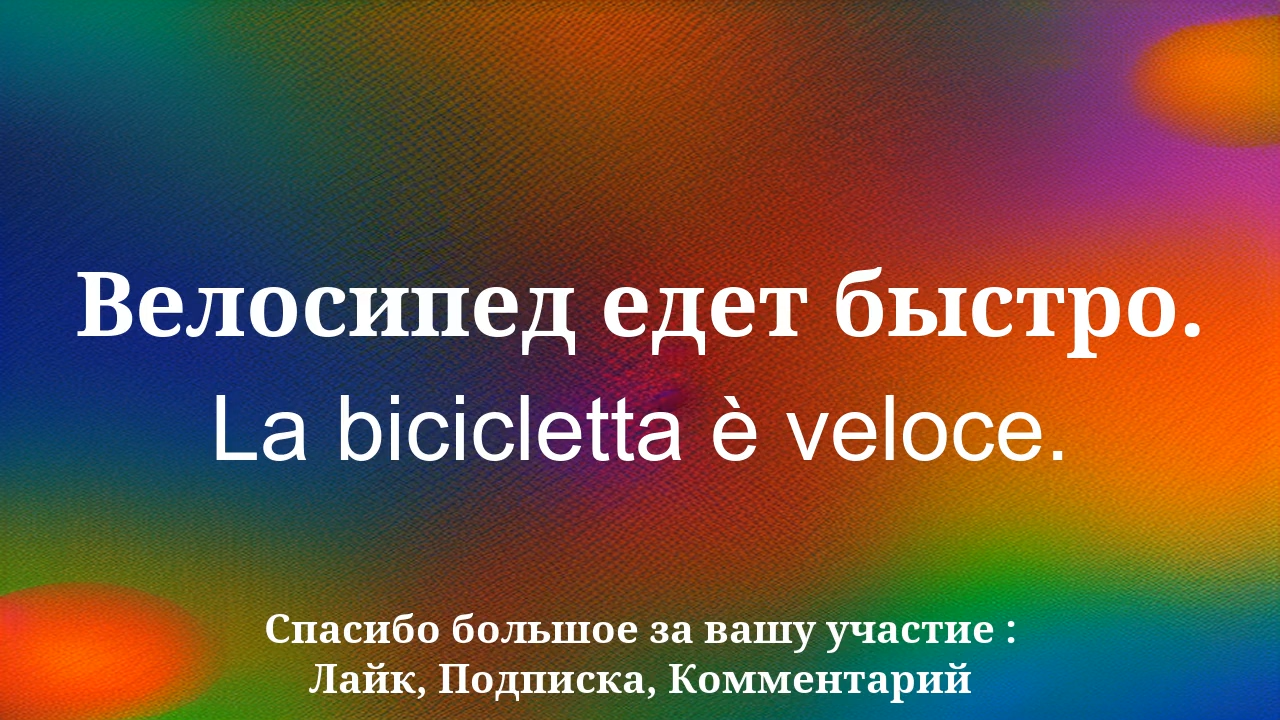 Велосипед едет быстро.
La bicicletta è veloce.
Спасибо большое за вашу участие :
Лайк, Подписка, Комментарий